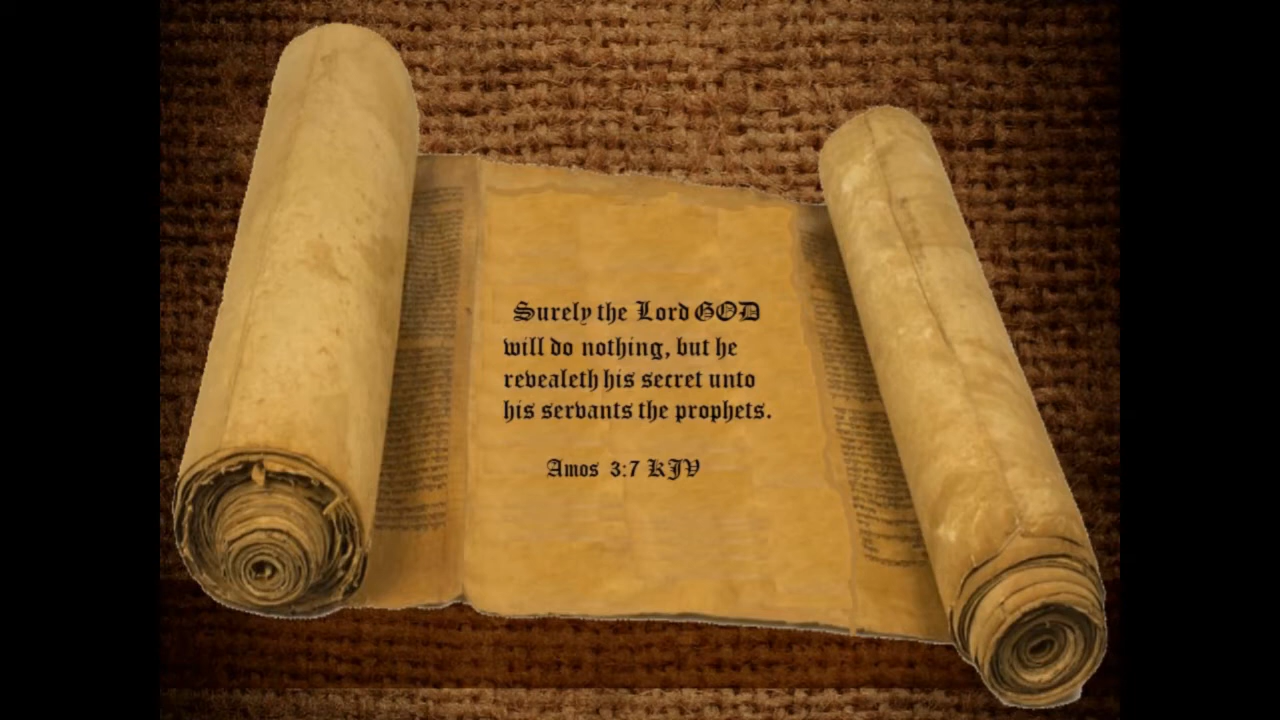 Surely the Lord GOD
will do nothing, but he
revealeth his secret unto
his servants the prophets.
Amos 3:7 KJV